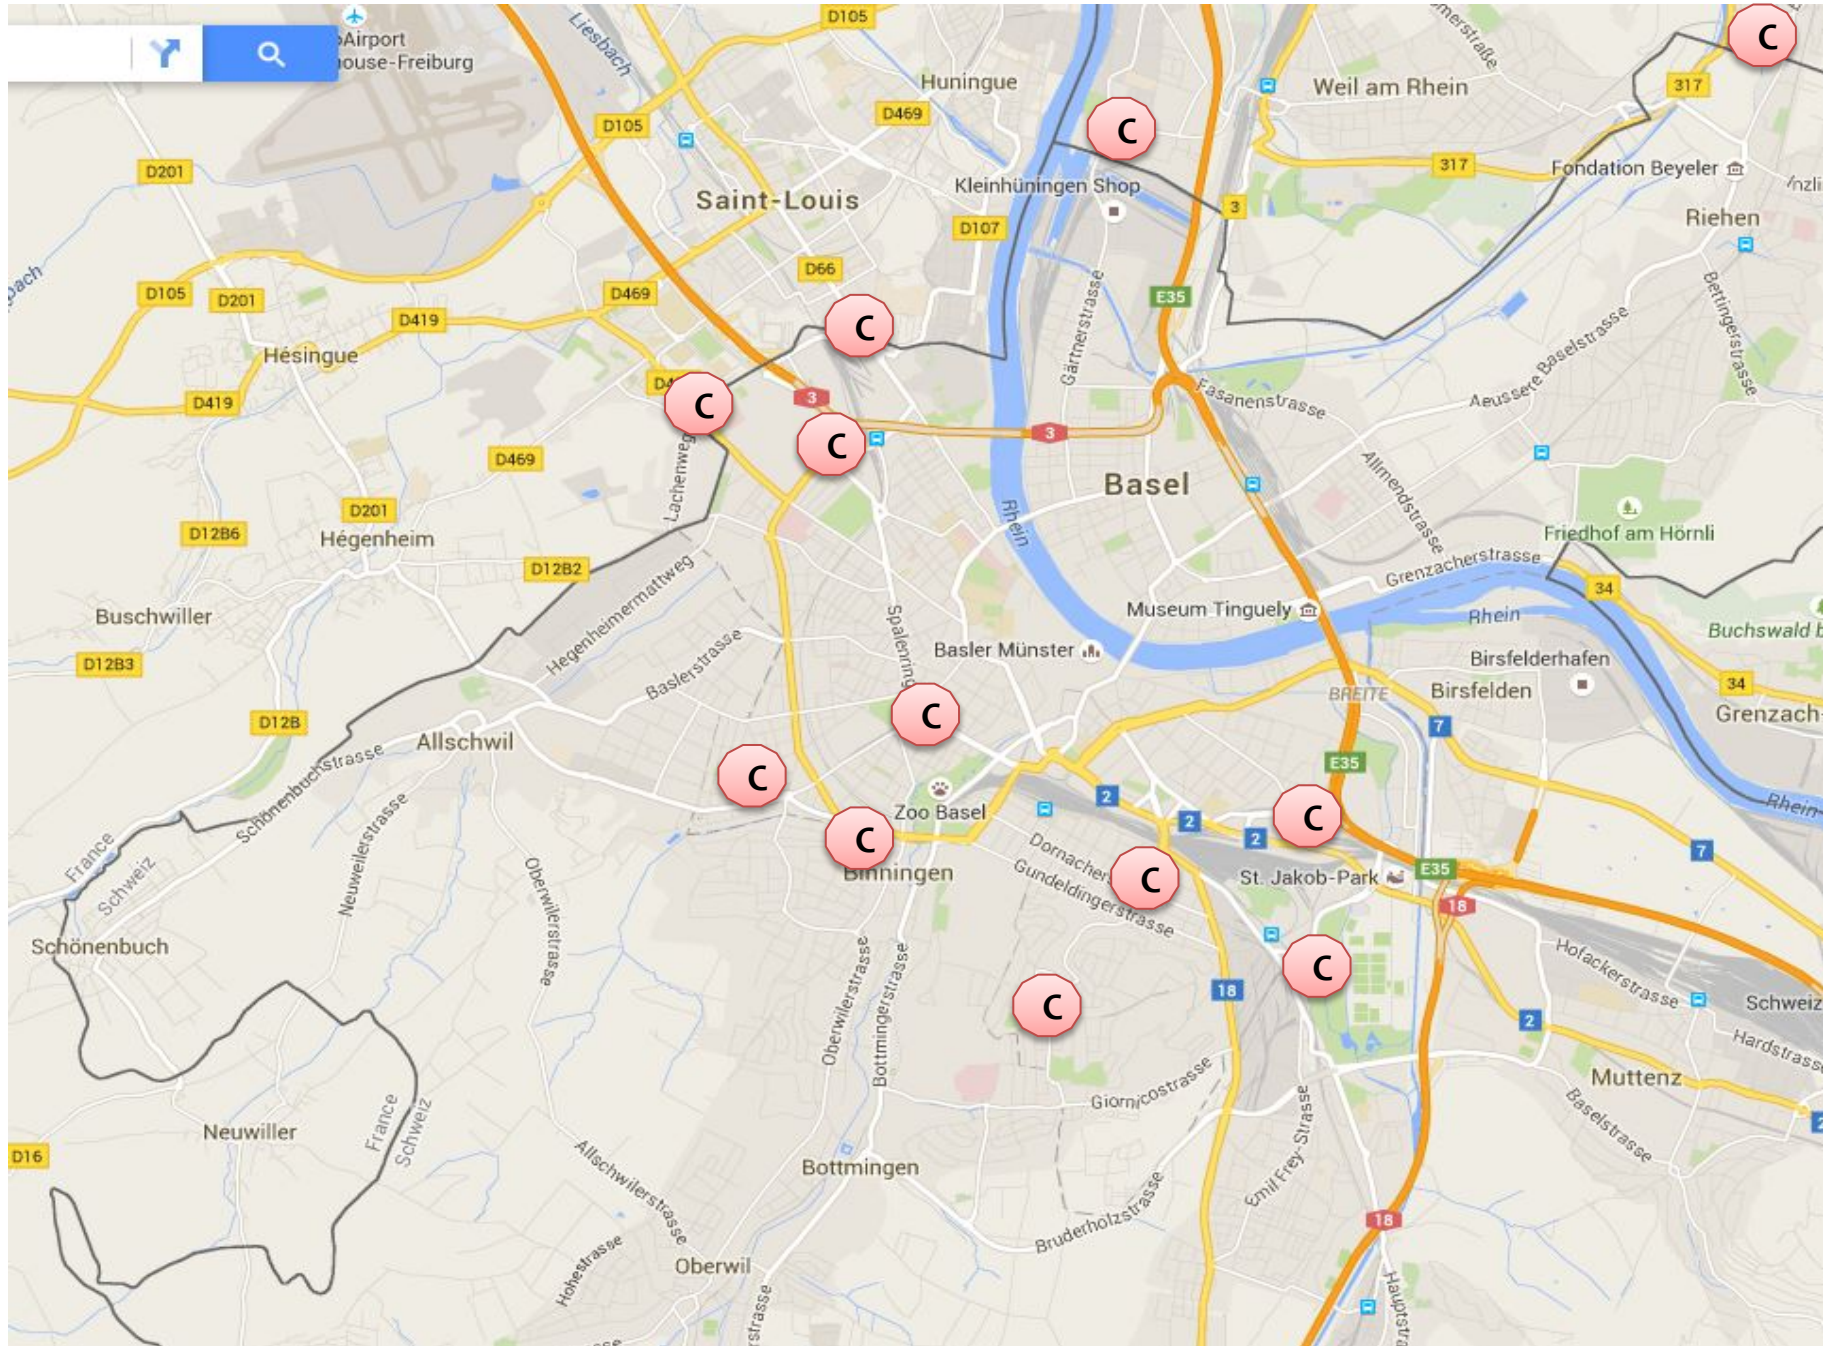 D105
Airport
Liesbach
ouse-Freiburg
Huningue
Weil am Rhein
317
C
D105
D469
C
D201
317
Fondation Beyeler
Kleinhüningen Shop
Saint-Louis
3
Riehen
D107
D66
D105
D201
D469
E35
D419
C
Gärtnerstrasse
Bettingerstrasse
Hésingue
Aeussere Baselstrasse
D419
C
3
Fasanenstrasse
C
3
D469
Lachenweg
Basel
Allmendstrasse
D201
Rhein
D12B6
Hégenheim
Friedhof am Hörnli
D12B2
Grenzacherstrasse
34
Hegenheimermattweg
Buschwiller
Museum Tinguely
Rhein
Spalenring
Baslerstrasse
Basler Münster
Buchswald b
D12B3
Birsfelderhafen
BREITE
Birsfelden
34
D12B
C
7
Grenzach-
Allschwil
Schönenbuchstrasse
C
E35
2
Zoo Basel
2
C
2
Rhein
C
7
France
Schweiz
Neuweilerstrasse
Oberwilerstrasse
Binningen
Dornacher
C
Gundeldingerstrasse
St. Jakob-Park
E35
18
Schönenbuch
Hofackerstrasse
C
18
C
Oberwilerstrasse
Bottmingerstrasse
Schweiz
2
Hardstrasse
Muttenz
Giornicostrasse
France
Schweiz
Neuwiller
Emil Frey-Strasse
Baselstrasse
2
D16
Bottmingen
Allschwilerstrasse
Bruderholzstrasse
18
Hohestrasse
Oberwil
Hauptstr
strasse